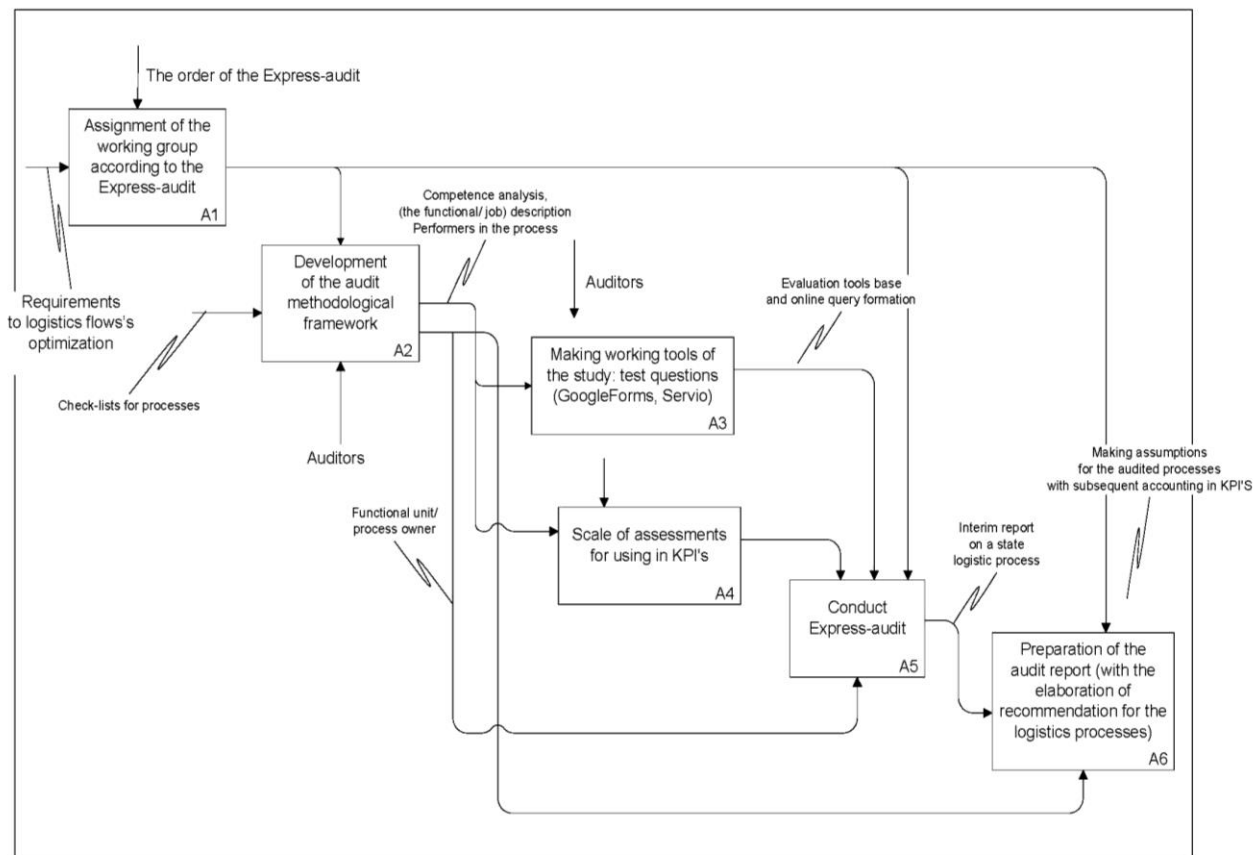 The order of the Express-audit
Assignment of the
working group
according to the
Express-audit
A1
Requirements
to logistics flows's
optimization
Competence analysis,
(the functional/ job) description
Performers in the process
Development
of the audit
methodological
framework
A2
Check-lists for processes
Auditors
Auditors
Evaluation tools base
and online query formation
Making working tools of
the study: test questions
(GoogleForms, Servio)
A3
Functional unit/
process owner
Scale of assessments
for using in KPI's
A4
Making assumptions
for the audited processes
with subsequent accounting in KPI'S
Interim report
on a state
logistic process
Conduct
Express-audit
A5
Preparation of the
audit report (with the
elaboration of
recommendation for the
logistics processes)
A6